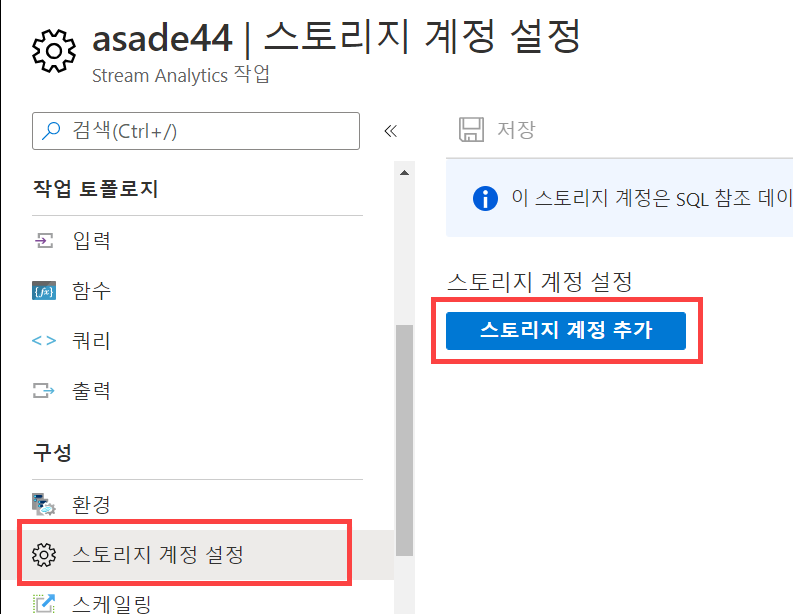 asade44 | 스토리지 계정 설정
Stream Analytics 작업
검색(Ctrl+/)
«
작업 토폴로지
입력
함수
쿼리
출력
구성
환경
스토리지 계정 설정
스케일링
저장
이 스토리지 계정은 SQL 참조 데이
스토리지 계정 설정
스토리지 계정 추가